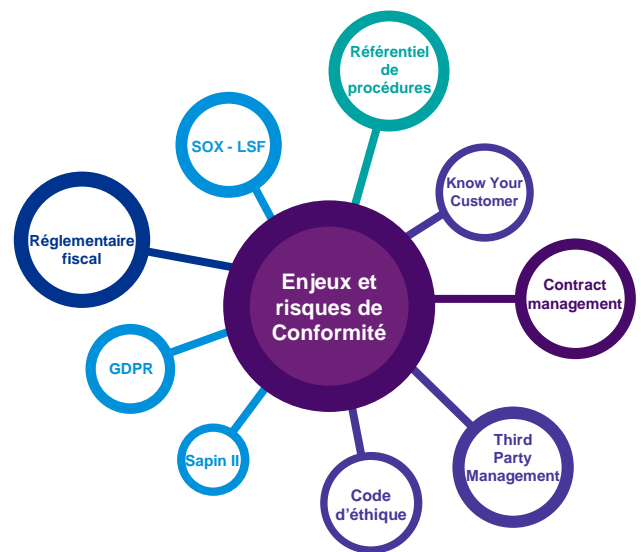 Référentiel
de
procédures
SOX - LSF
Know Your
Customer
Réglementaire
fiscal
Enjeux et
risques de
Conformité
Contract
management
GDPR
Sapin II
Third
Party
Management
Code
d'éthique